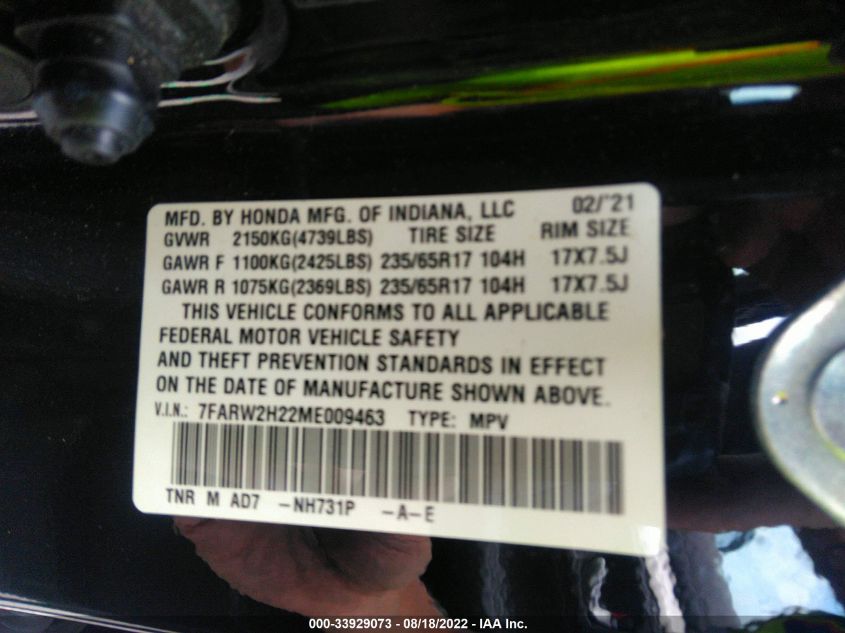 MFD. BY HONDA MFG. OF INDIANA, LLC 02/'21
GVWR 2150KG(4739LBS) TIRE SIZE RIM SIZE
GAWR F 1100KG(2425LBS) 235/65R17 104H 17X7.5J
GAWR R 1075KG(2369LBS) 235/65R17 104H 17X7.5J
THIS VEHICLE CONFORMS TO ALL APPLICABLE
FEDERAL MOTOR VEHICLE SAFETY
AND THEFT PREVENTION STANDARDS IN EFFECT
ON THE DATE OF MANUFACTURE SHOWN ABOVE.
V.I.N.: 7FARW2H22ME009463 TYPE: MPV
TNR M AD7 -NH731P -A-E
000-33929073 - 08/18/2022 - IAA Inc.